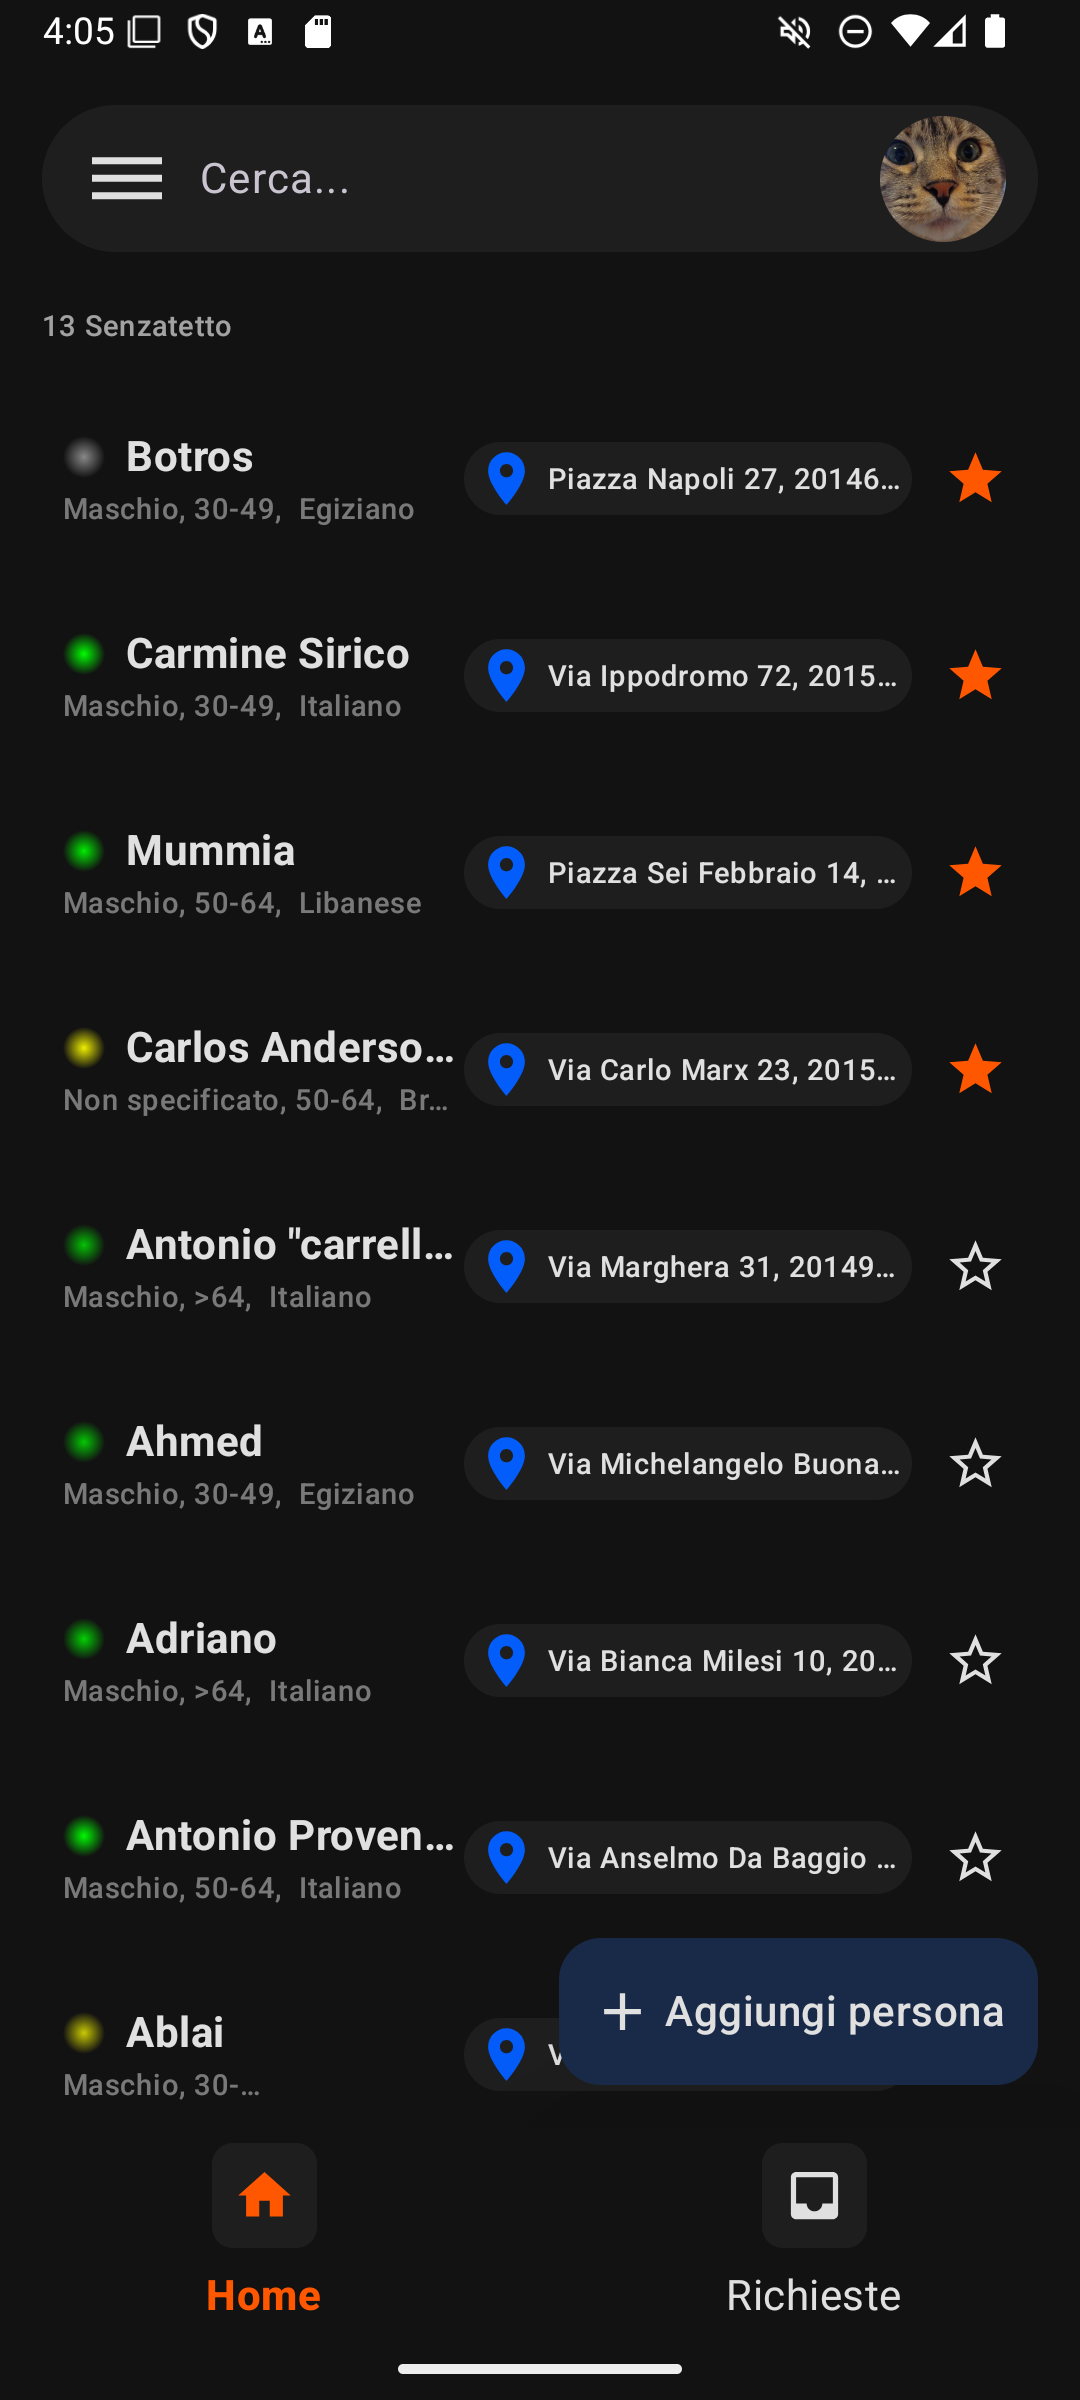 4:05
Cerca...
13 Senzatetto
Botros
Maschio, 30-49, Egiziano
Piazza Napoli 27, 20146...
Carmine Sirico
Maschio, 30-49, Italiano
Via Ippodromo 72, 2015...
Mummia
Maschio, 50-64, Libanese
Piazza Sei Febbraio 14, ...
Carlos Anderso...
Non specificato, 50-64, Br...
Via Carlo Marx 23, 2015...
Antonio "carrell...
Maschio, >64, Italiano
Via Marghera 31, 20149...
Ahmed
Maschio, 30-49, Egiziano
Via Michelangelo Buona...
Adriano
Maschio, >64, Italiano
Via Bianca Milesi 10, 20...
Antonio Proven...
Maschio, 50-64, Italiano
Via Anselmo Da Baggio ...
Ablai
Maschio, 30-...
Aggiungi persona
Home
Richieste